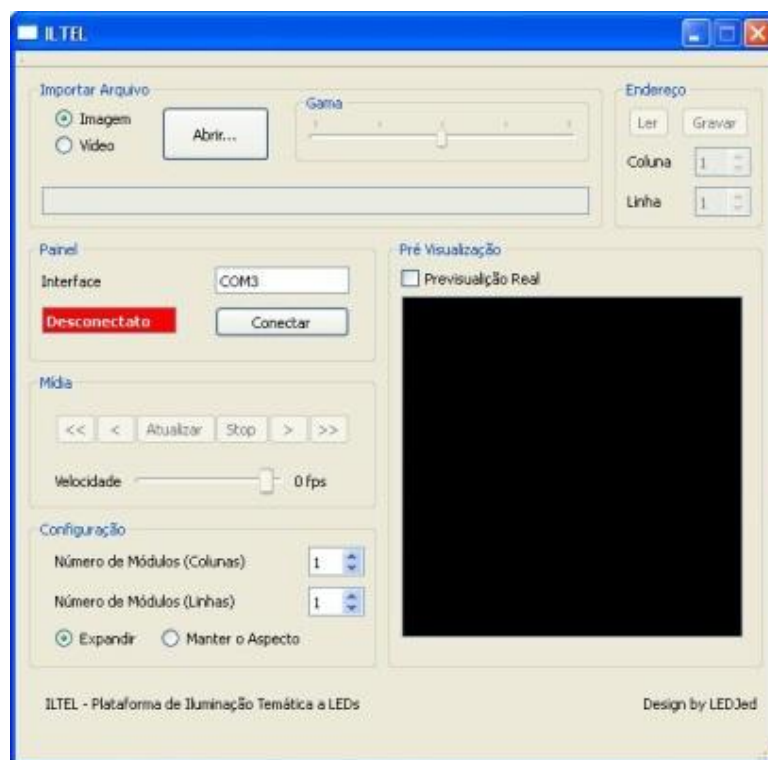 ILTEL
Importar Arquivo
Imagem
Vídeo
Abrir...
Gama
Endereço
Ler
Gravar
Coluna
1
Linha
1
Painel
Interface
COM3
Desconectato
Conectar
Pré Visualização
Previsualição Real
Mídia
<<
<
Atualizar
Stop
>
>>
Velocidade
0 fps
Configuração
Número de Módulos (Colunas)
1
Número de Módulos (Linhas)
1
Expandir
Manter o Aspecto
ILTEL - Plataforma de Iluminação Temática a LEDs
Design by LEDJed